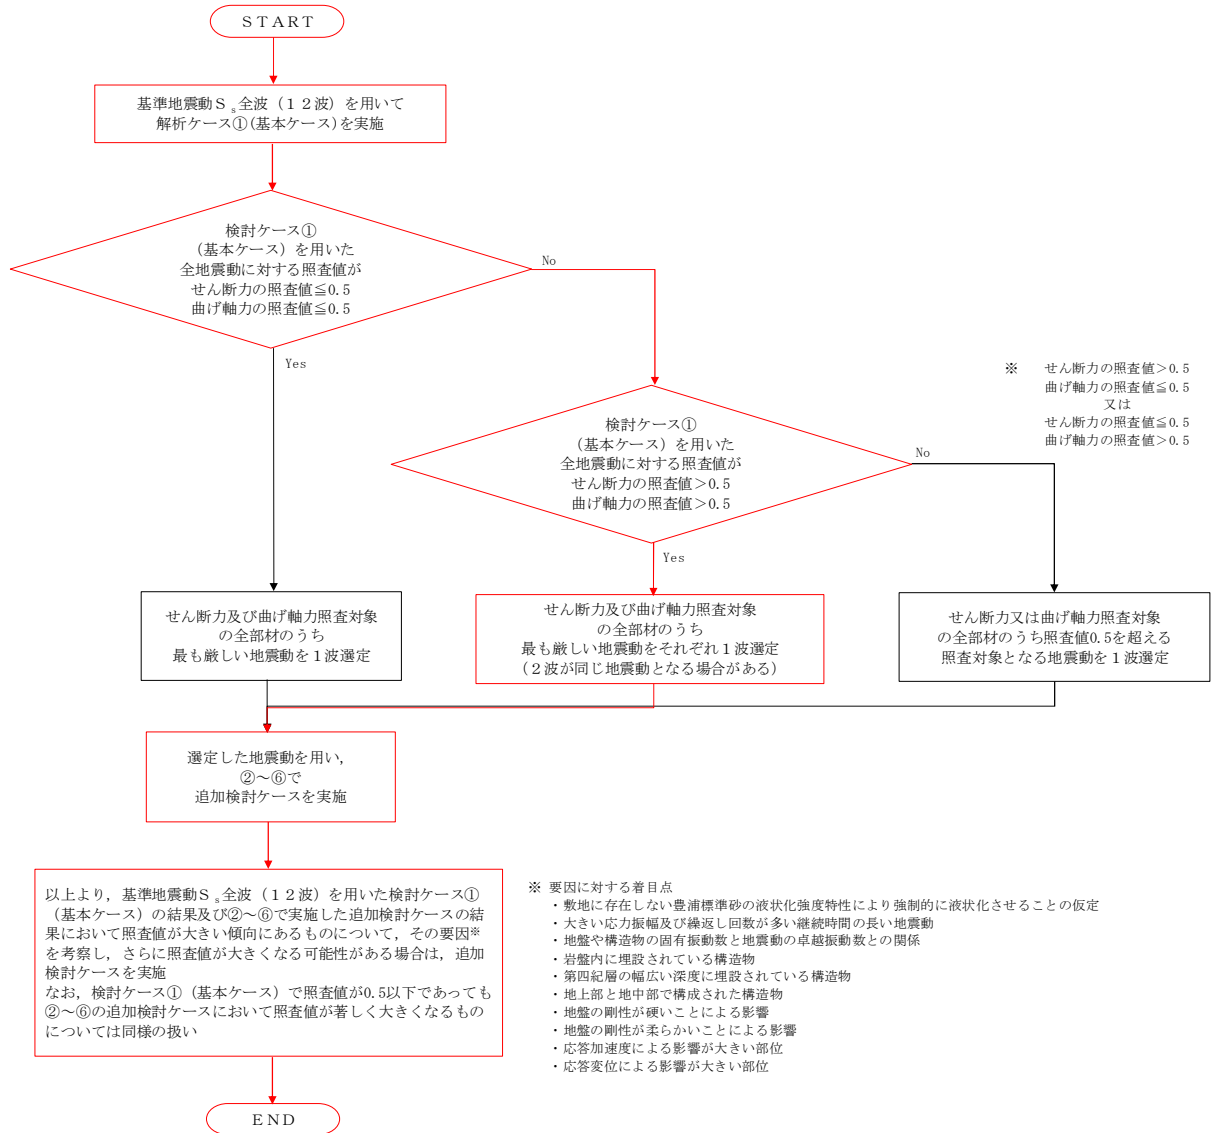 ＳＴＡＲＴ
基準地震動Ｓｓ全波（１２波）を用いて
解析ケース①(基本ケース)を実施
検討ケース①
（基本ケース）を用いた
全地震動に対する照査値が
せん断力の照査値≦0.5
曲げ軸力の照査値≦0.5
No
Yes
※　せん断力の照査値＞0.5
曲げ軸力の照査値≦0.5
又は
せん断力の照査値≦0.5
曲げ軸力の照査値＞0.5
検討ケース①
（基本ケース）を用いた
全地震動に対する照査値が
せん断力の照査値＞0.5
曲げ軸力の照査値＞0.5
No
Yes
せん断力及び曲げ軸力照査対象
の全部材のうち
最も厳しい地震動を１波選定
せん断力及び曲げ軸力照査対象
の全部材のうち
最も厳しい地震動をそれぞれ１波選定
（２波が同じ地震動となる場合がある）
せん断力又は曲げ軸力照査対象
の全部材のうち照査値0.5を超える
照査対象となる地震動を１波選定
選定した地震動を用い，
②～⑥で
追加検討ケースを実施
以上より，基準地震動Ｓｓ全波（１２波）を用いた検討ケース①
（基本ケース）の結果及び②～⑥で実施した追加検討ケースの結
果において照査値が大きい傾向にあるものについて，その要因※
を考察し，さらに照査値が大きくなる可能性がある場合は，追加
検討ケースを実施
なお，検討ケース①（基本ケース）で照査値が0.5以下であっても
②～⑥の追加検討ケースにおいて照査値が著しく大きくなるもの
については同様の扱い
※ 要因に対する着目点
・敷地に存在しない豊浦標準砂の液状化強度特性により強制的に液状化させることの仮定
・大きい応力振幅及び繰返し回数が多い継続時間の長い地震動
・地盤や構造物の固有振動数と地震動の卓越振動数との関係
・岩盤内に埋設されている構造物
・第四紀層の幅広い深度に埋設されている構造物
・地上部と地中部で構成された構造物
・地盤の剛性が硬いことによる影響
・地盤の剛性が柔らかいことによる影響
・応答加速度による影響が大きい部位
・応答変位による影響が大きい部位
ＥＮＤ